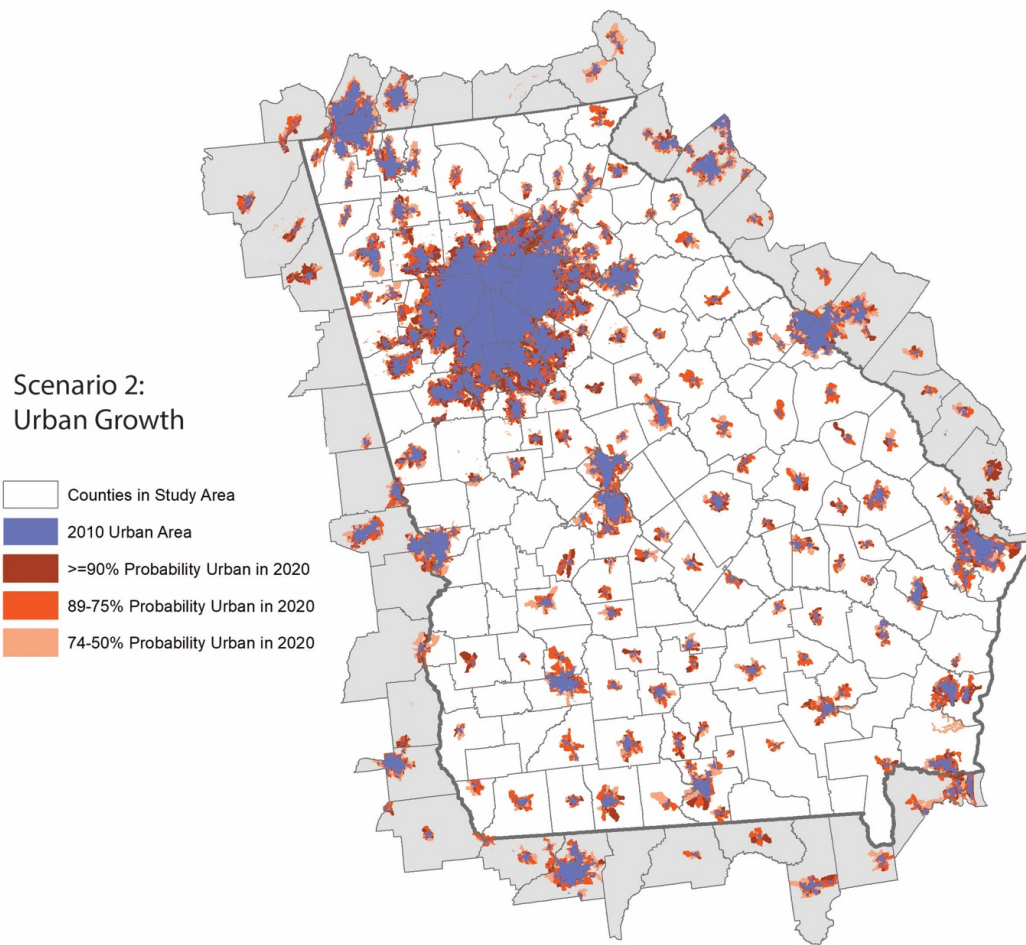 Scenario 2:
Urban Growth
Counties in Study Area
2010 Urban Area
>=90% Probability Urban in 2020
89-75% Probability Urban in 2020
74-50% Probability Urban in 2020